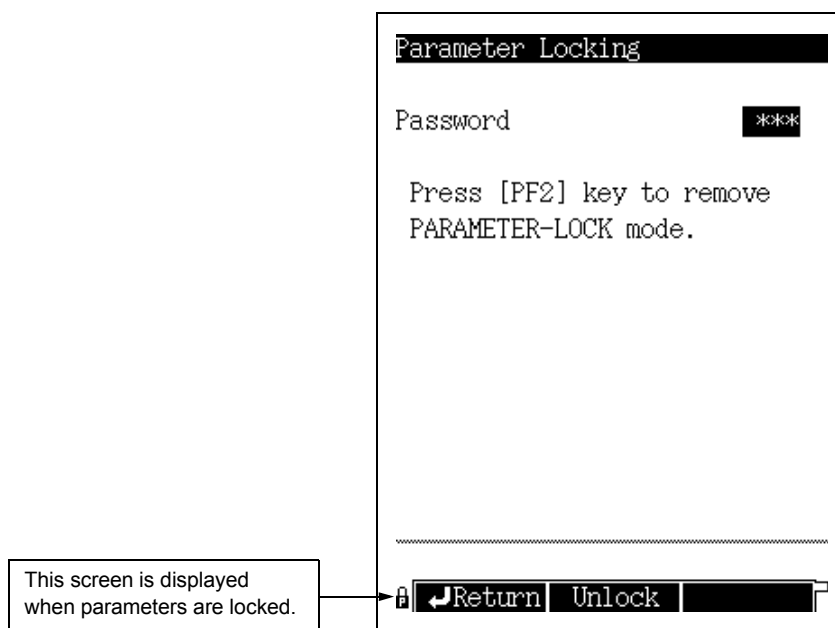 Parameter Locking
Password ***
Press [PF2] key to remove
PARAMETER-LOCK mode.
This screen is displayed
when parameters are locked.
Return Unlock